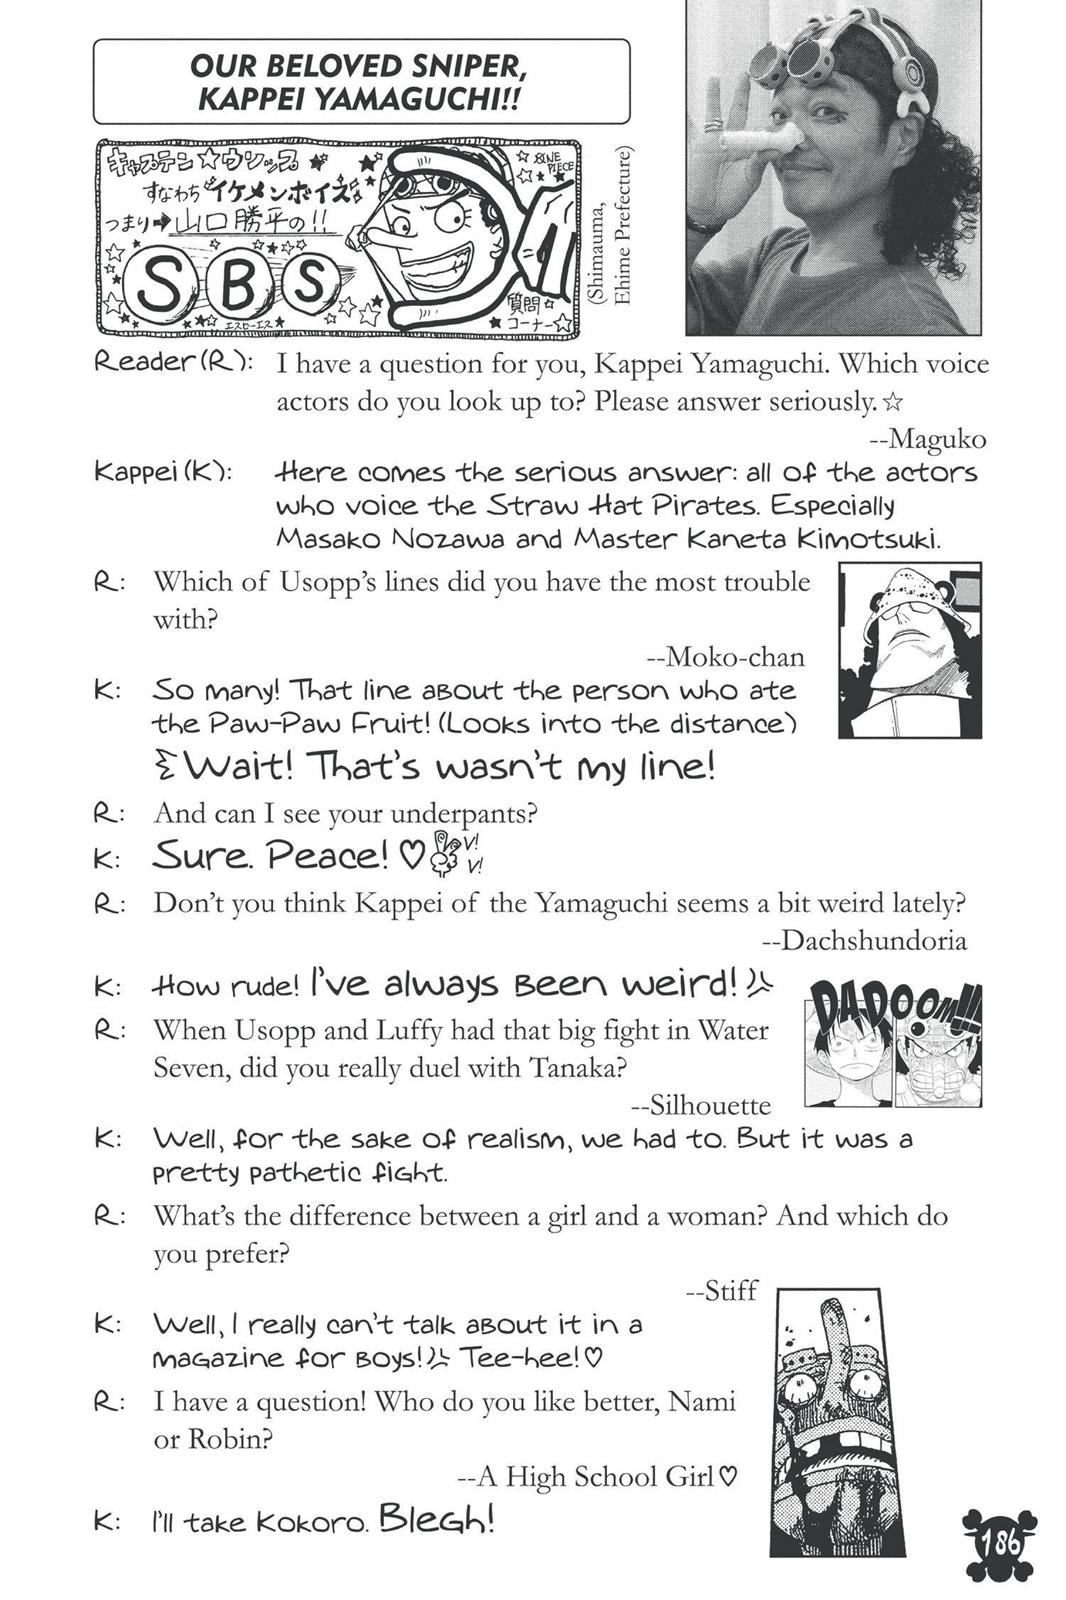 OUR BELOVED SNIPER,
KAPPEI YAMAGUCHI!!
キャプテン☆ウソップ
すなわちイケメンボイズ
つまり➡山口勝平の!!
SBS
エスビーエス
ONE PIECE
質問☆
コーナー☆
(Shimauma,
Ehime Prefecture)
Reader(R): I have a question for you, Kappei Yamaguchi. Which voice
actors do you look up to? Please answer seriously.☆
--Maguko
Kappei(K): Here comes the serious answer: all of the actors
who voice the Straw Hat Pirates. Especially
Masako Nozawa and Master Kaneta Kimotsuki.
R: Which of Usopp's lines did you have the most trouble
with?
--Moko-chan
K: So many! That line about the person who ate
the Paw-Paw Fruit! (Looks into the distance)
Wait! That's wasn't my line!
R: And can I see your underpants?
K: Sure. Peace! ♡ V!
V!
R: Don't you think Kappei of the Yamaguchi seems a bit weird lately?
--Dachshundoria
K: How rude! I've always been weird!
DADOOM!!!
R: When Usopp and Luffy had that big fight in Water
Seven, did you really duel with Tanaka?
--Silhouette
K: Well, for the sake of realism, we had to. But it was a
pretty pathetic fight.
R: What's the difference between a girl and a woman? And which do
you prefer?
--Stiff
K: Well, I really can't talk about it in a
magazine for boys! Tee-hee!♡
R: I have a question! Who do you like better, Nami
or Robin?
--A High School Girl♡
K: I'll take Kokoro. Blegh!
186